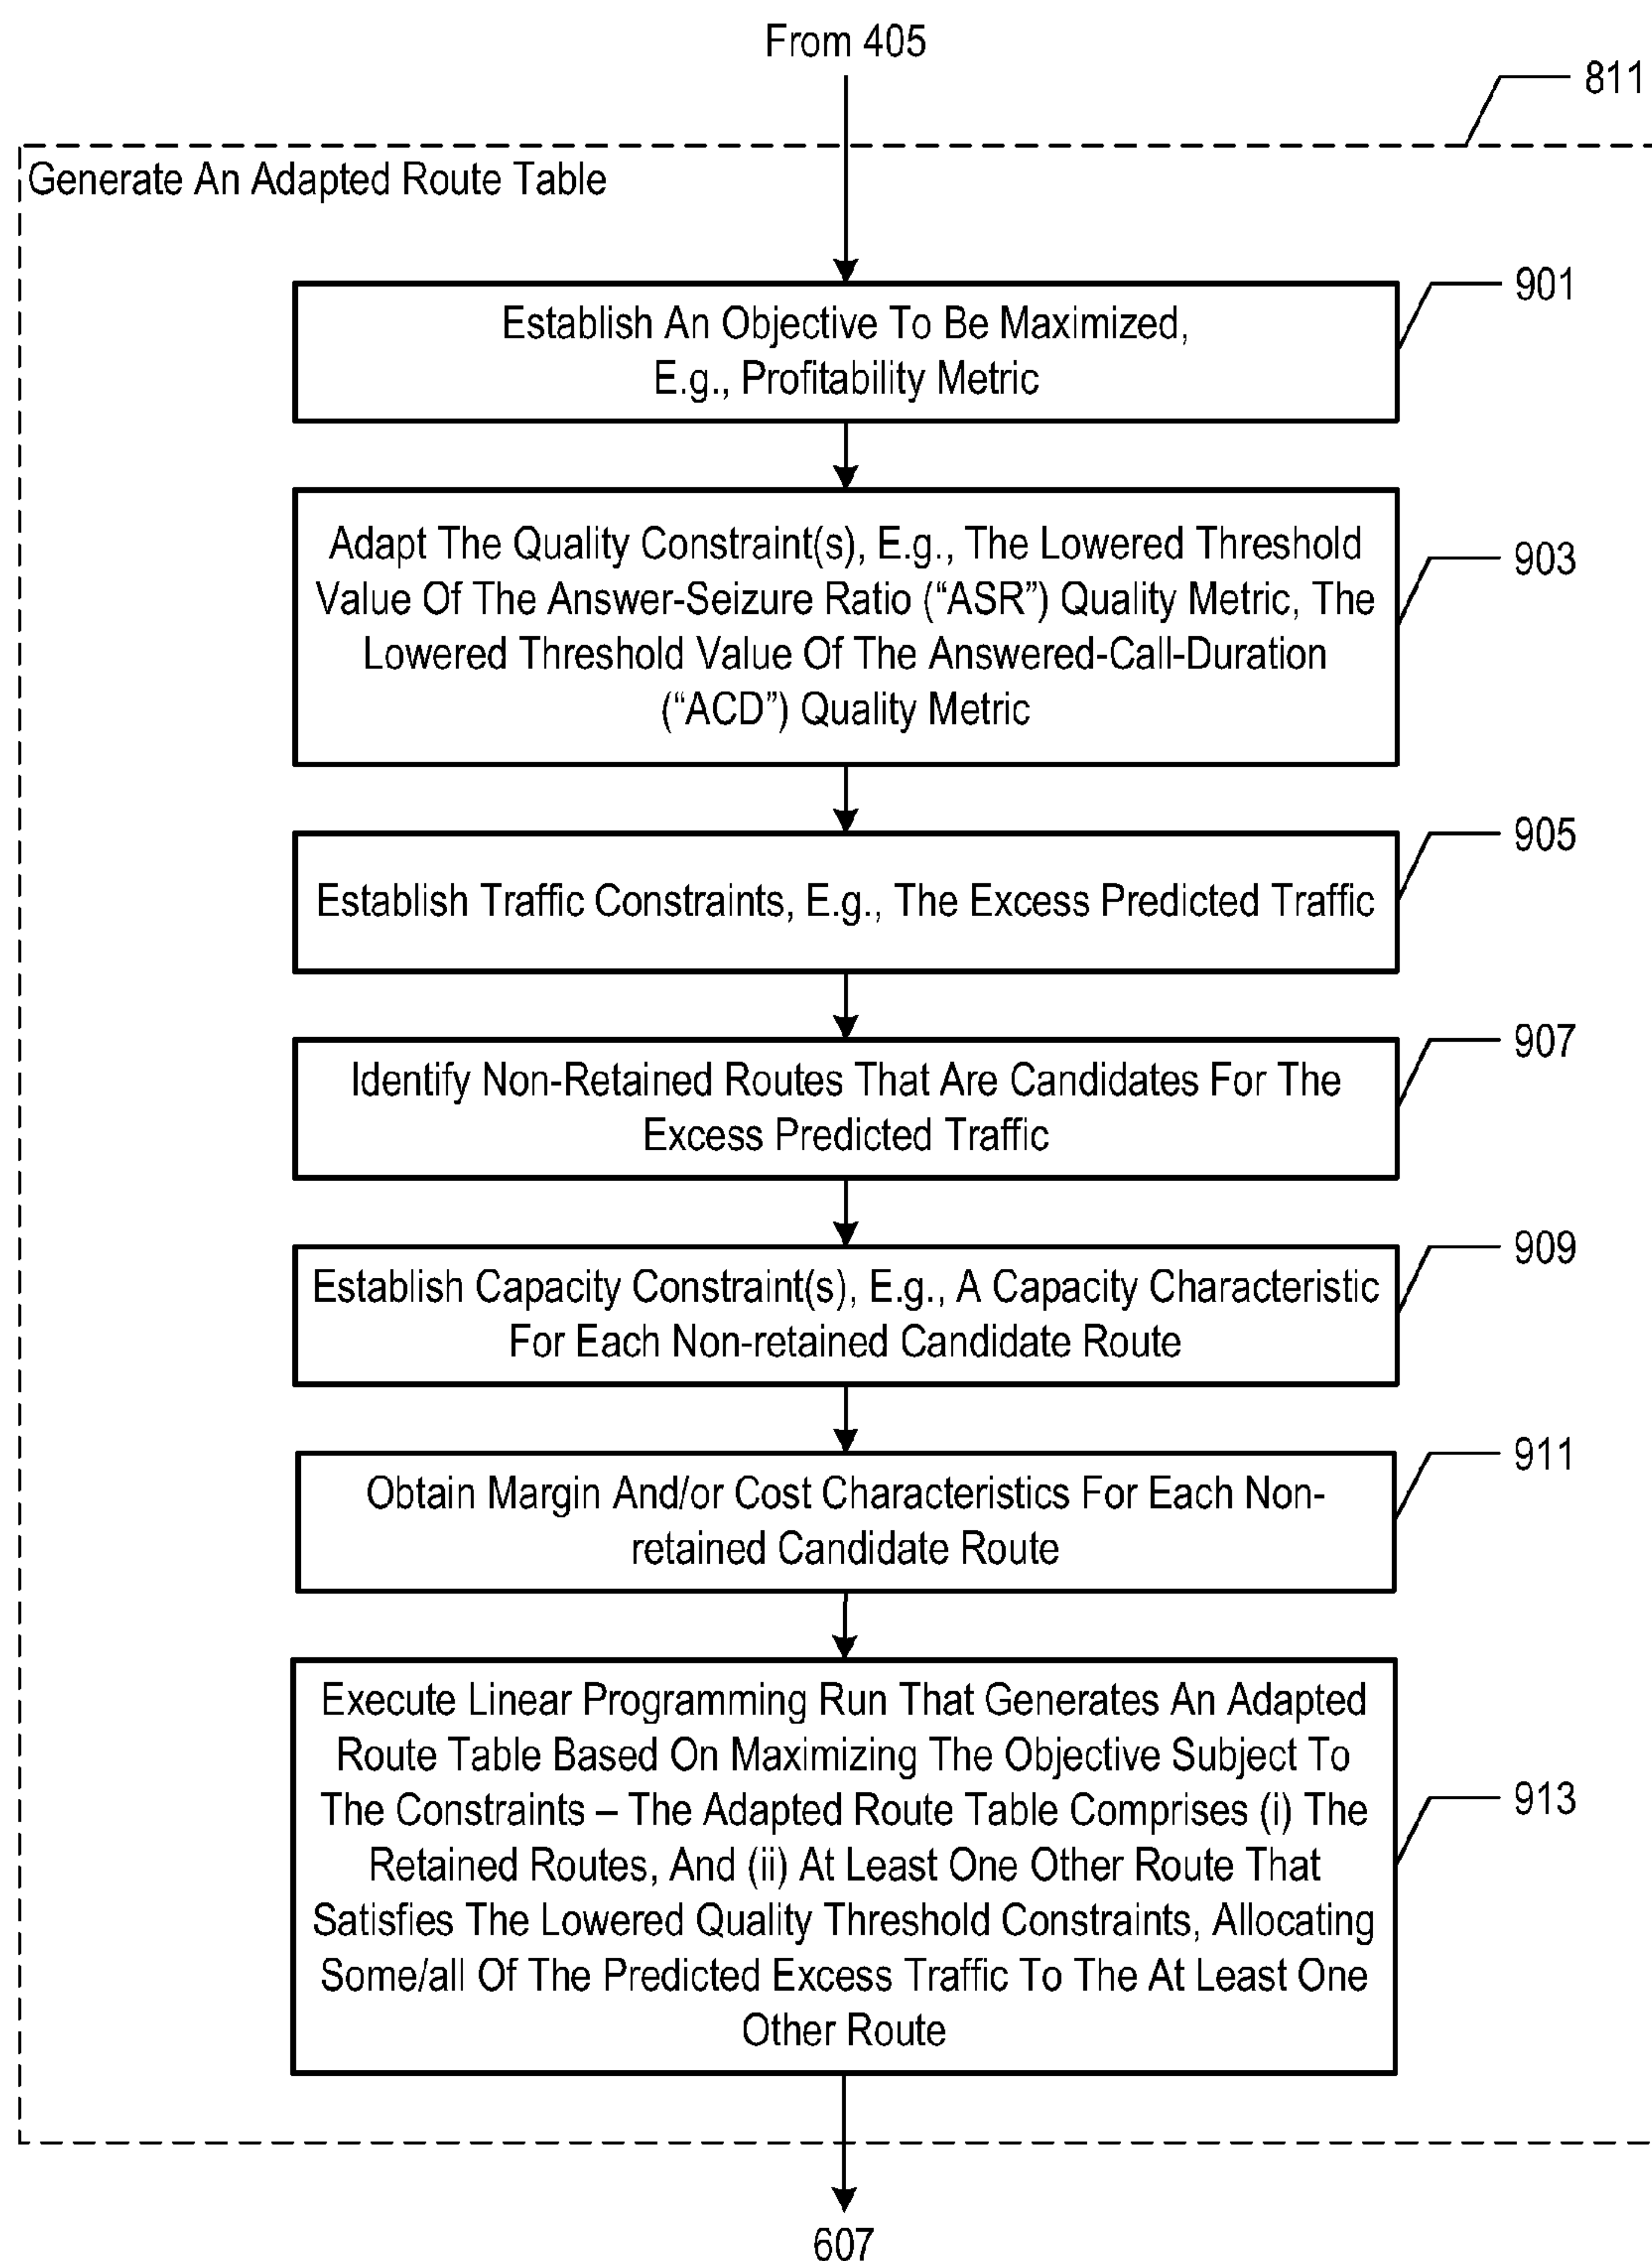 From 405
811
Generate An Adapted Route Table
901
Establish An Objective To Be Maximized,
E.g., Profitability Metric
903
Adapt The Quality Constraint(s), E.g., The Lowered Threshold
Value Of The Answer-Seizure Ratio (“ASR”) Quality Metric, The
Lowered Threshold Value Of The Answered-Call-Duration
(“ACD”) Quality Metric
905
Establish Traffic Constraints, E.g., The Excess Predicted Traffic
907
Identify Non-Retained Routes That Are Candidates For The
Excess Predicted Traffic
909
Establish Capacity Constraint(s), E.g., A Capacity Characteristic
For Each Non-retained Candidate Route
911
Obtain Margin And/or Cost Characteristics For Each Non-
retained Candidate Route
913
Execute Linear Programming Run That Generates An Adapted
Route Table Based On Maximizing The Objective Subject To
The Constraints – The Adapted Route Table Comprises (i) The
Retained Routes, And (ii) At Least One Other Route That
Satisfies The Lowered Quality Threshold Constraints, Allocating
Some/all Of The Predicted Excess Traffic To The At Least One
Other Route
607